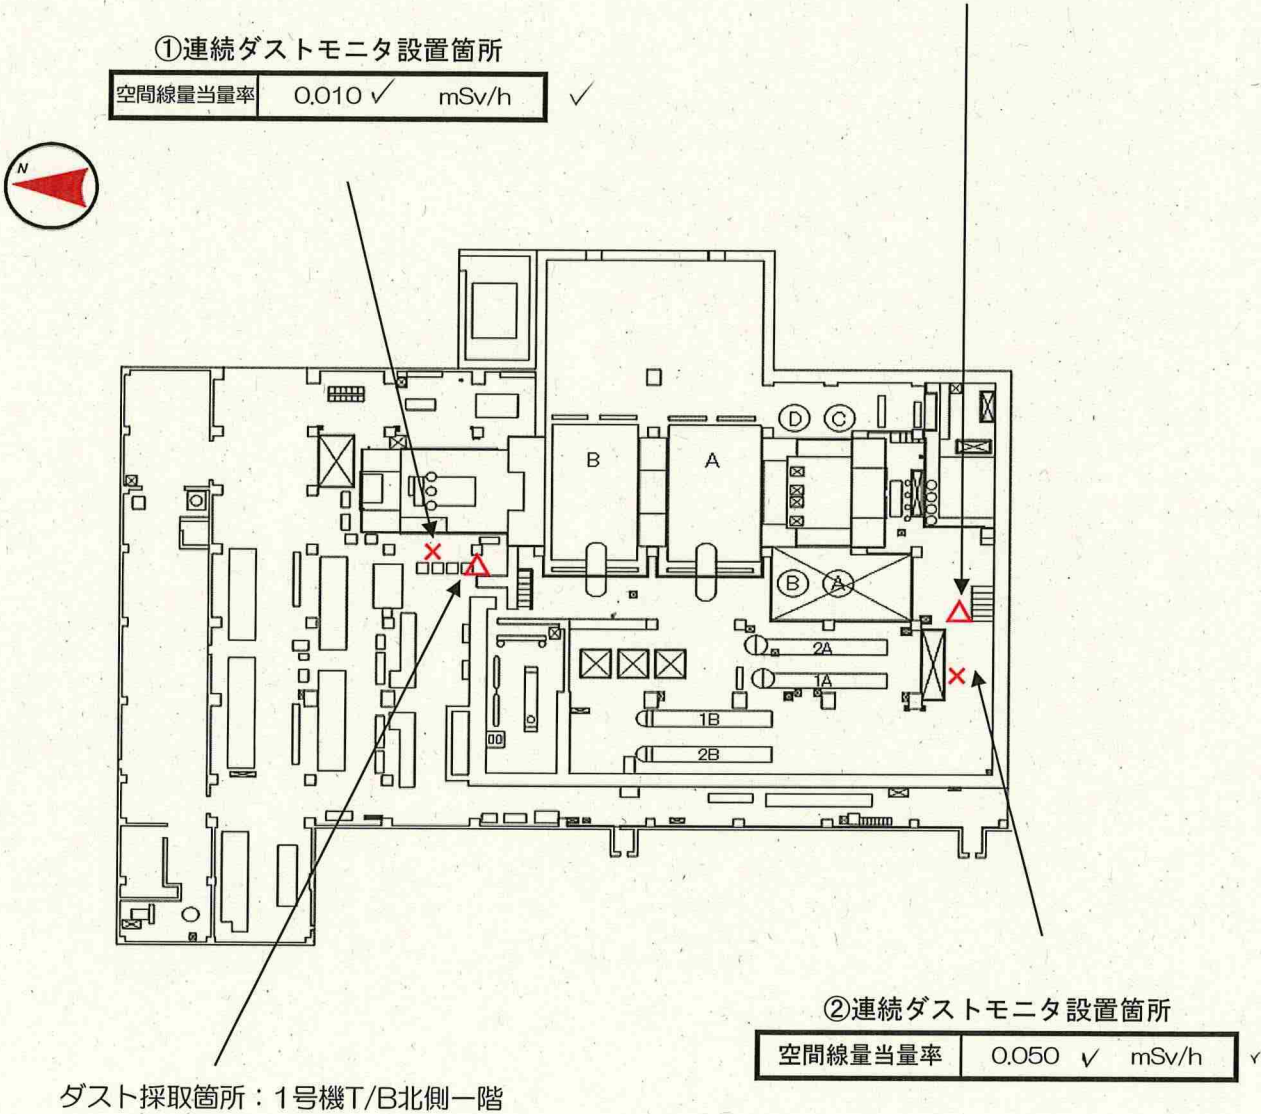 ①連続ダストモニタ設置箇所
空間線量当量率 0.010 ✓ mSv/h ✓
N
D C
B A
B A
2A
1A
1B
2B
②連続ダストモニタ設置箇所
空間線量当量率 0.050 ✓ mSv/h ✓
ダスト採取箇所：1号機T/B北側一階